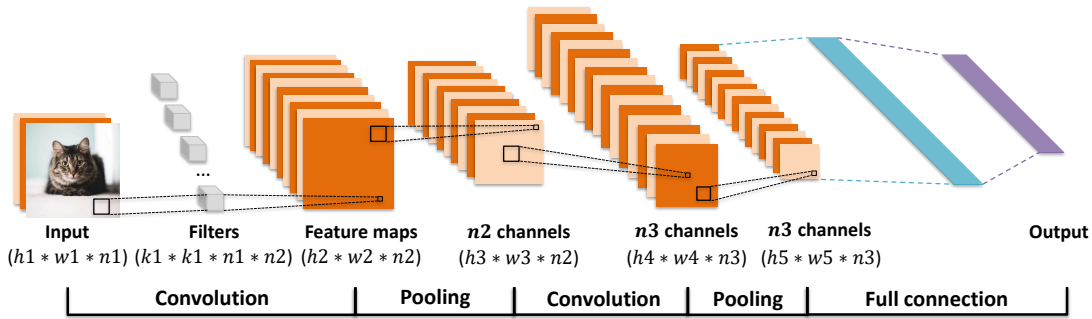 ...
Input
(h1 * w1 * n1)
Filters
(k1 * k1 * n1 * n2)
Feature maps
(h2 * w2 * n2)
n2 channels
(h3 * w3 * n2)
n3 channels
(h4 * w4 * n3)
n3 channels
(h5 * w5 * n3)
Output
Convolution
Pooling
Convolution
Pooling
Full connection